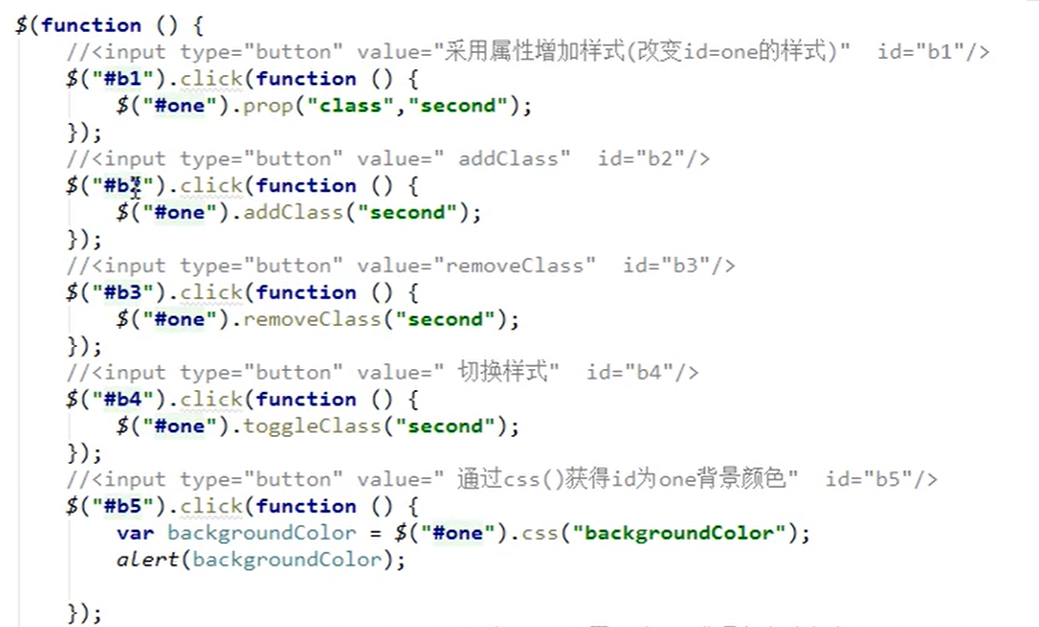 $(function () {
//<input type="button" value="采用属性增加样式(改变id=one的样式)"  id="b1"/>
$("#b1").click(function () {
$("#one").prop("class","second");
});
//<input type="button" value=" addClass"  id="b2"/>
$("#b2").click(function () {
$("#one").addClass("second");
});
//<input type="button" value="removeClass"  id="b3"/>
$("#b3").click(function () {
$("#one").removeClass("second");
});
//<input type="button" value=" 切换样式"  id="b4"/>
$("#b4").click(function () {
$("#one").toggleClass("second");
});
//<input type="button" value=" 通过css()获得id为one背景颜色"  id="b5"/>
$("#b5").click(function () {
var backgroundColor = $("#one").css("backgroundColor");
alert(backgroundColor);
});